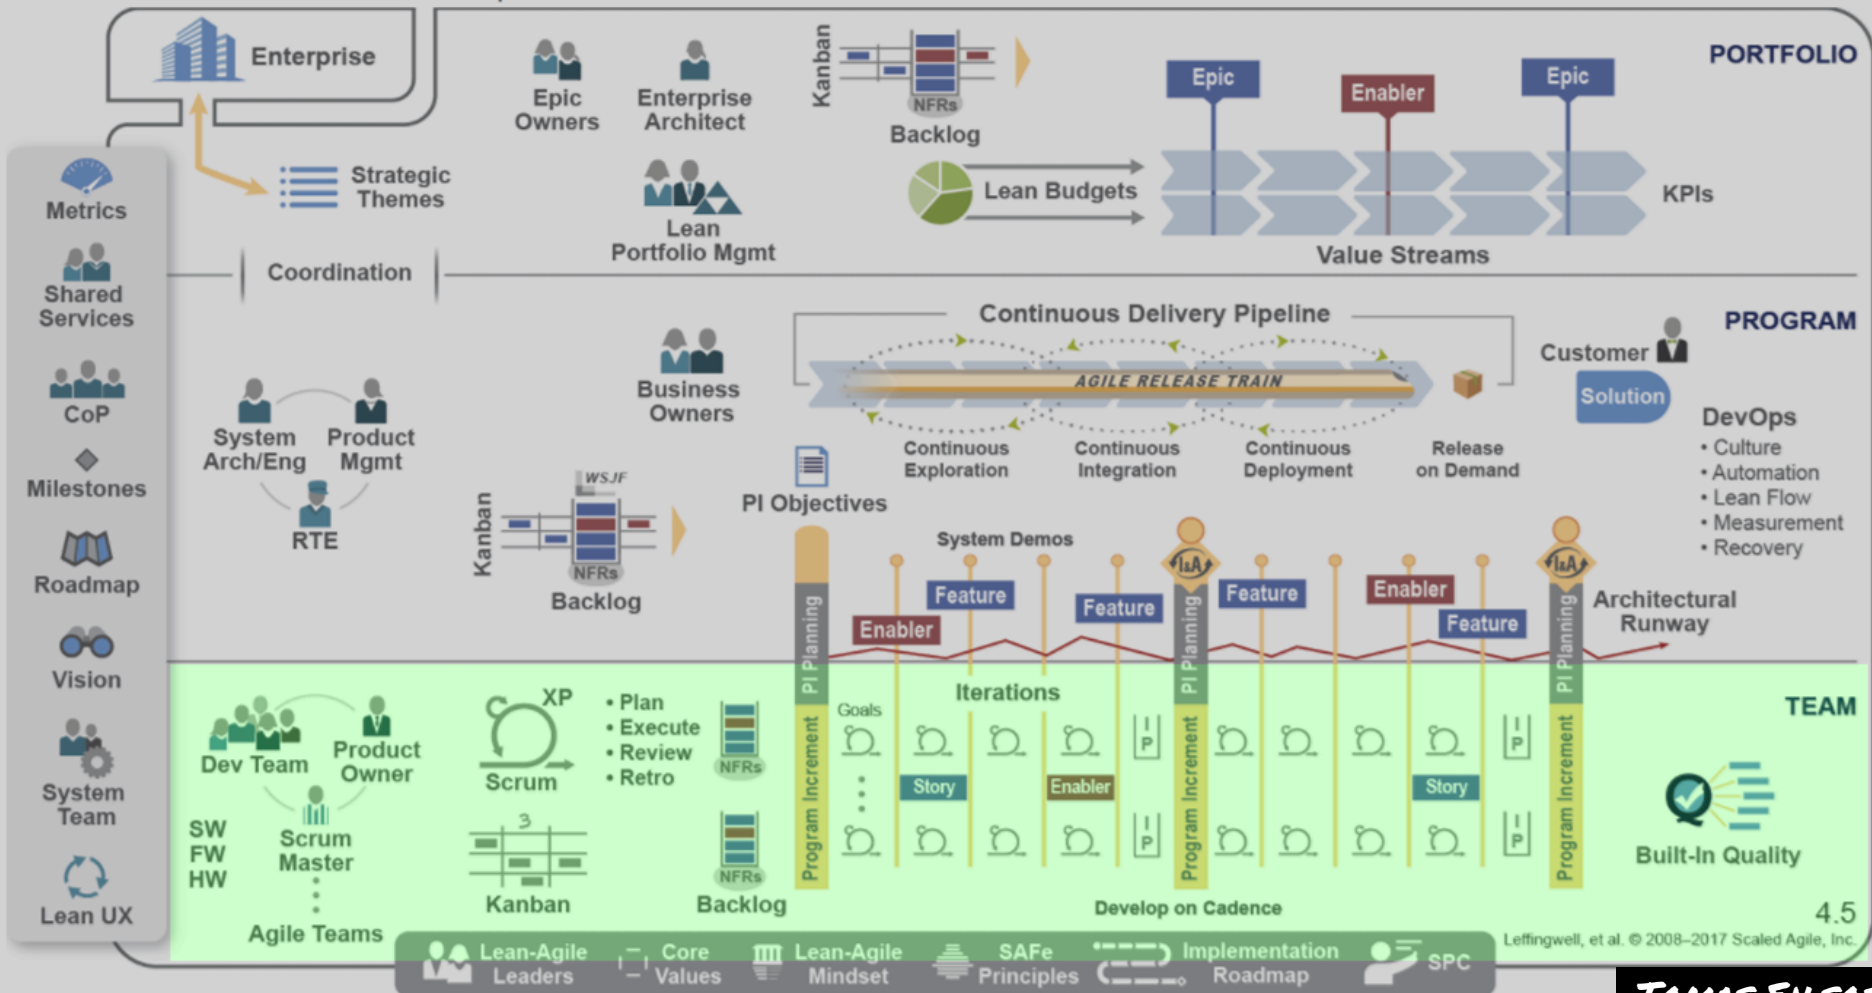 Enterprise
Epic
Owners
Enterprise
Architect
Kanban
NFRs
Backlog
PORTFOLIO
Epic
Enabler
Epic
Strategic
Themes
Lean
Portfolio Mgmt
Lean Budgets
KPIs
Value Streams
Metrics
Shared
Services
CoP
Milestones
Roadmap
Vision
System
Team
Lean UX
Coordination
Continuous Delivery Pipeline
PROGRAM
Business
Owners
AGILE RELEASE TRAIN
Customer
Solution
System
Arch/Eng
Product
Mgmt
RTE
Continuous
Exploration
Continuous
Integration
Continuous
Deployment
Release
on Demand
DevOps
• Culture
• Automation
• Lean Flow
• Measurement
• Recovery
Kanban
WSJF
NFRs
Backlog
PI Objectives
System Demos
I&A
I&A
Enabler
Feature
Feature
Feature
Enabler
Feature
Architectural
Runway
PI Planning
PI Planning
PI Planning
TEAM
Dev Team
Product
Owner
Scrum
Master
SW
FW
HW
Agile Teams
XP
Scrum
• Plan
• Execute
• Review
• Retro
NFRs
3
Kanban
NFRs
Backlog
Program Increment
Program Increment
Program Increment
Iterations
Goals
IP
IP
Story
Enabler
Story
IP
IP
Develop on Cadence
Built-In Quality
4.5
Leffingwell, et al. © 2008–2017 Scaled Agile, Inc.
Lean-Agile
Leaders
Core
Values
Lean-Agile
Mindset
SAFe
Principles
Implementation
Roadmap
SPC